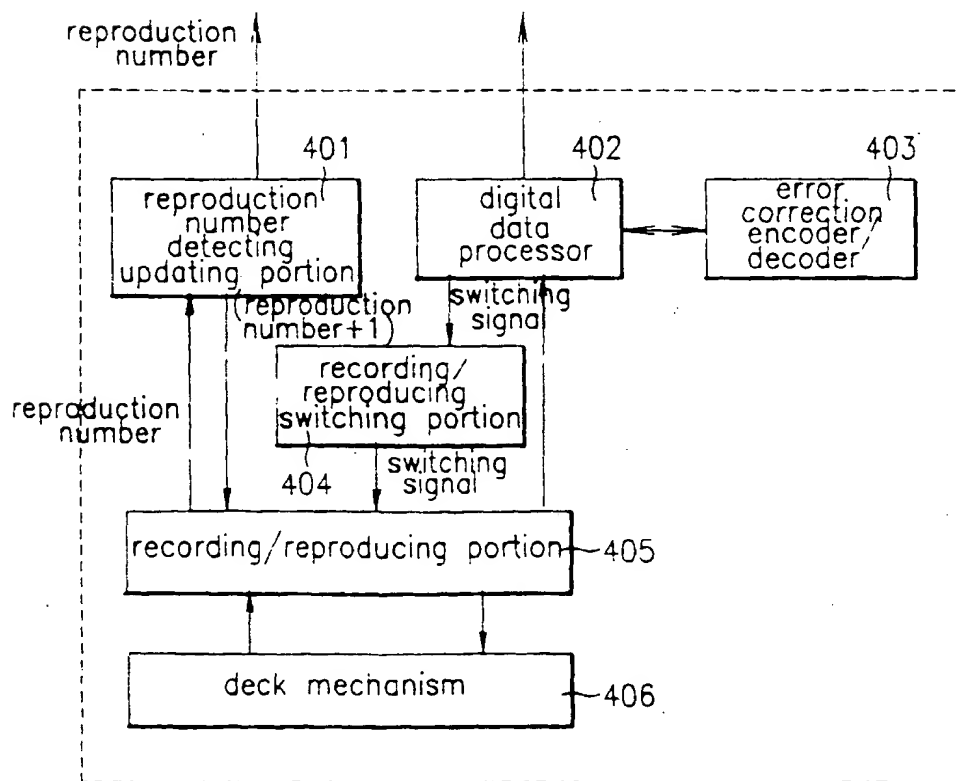 reproduction
number
401
402
403
reproduction
number
detecting
updating portion
digital
data
processor
error
correction
encoder/
decoder
(reproduction
number+1)
switching
signal
recording/
reproducing
switching portion
reproduction
number
404
switching
signal
recording/reproducing portion
405
deck mechanism
406